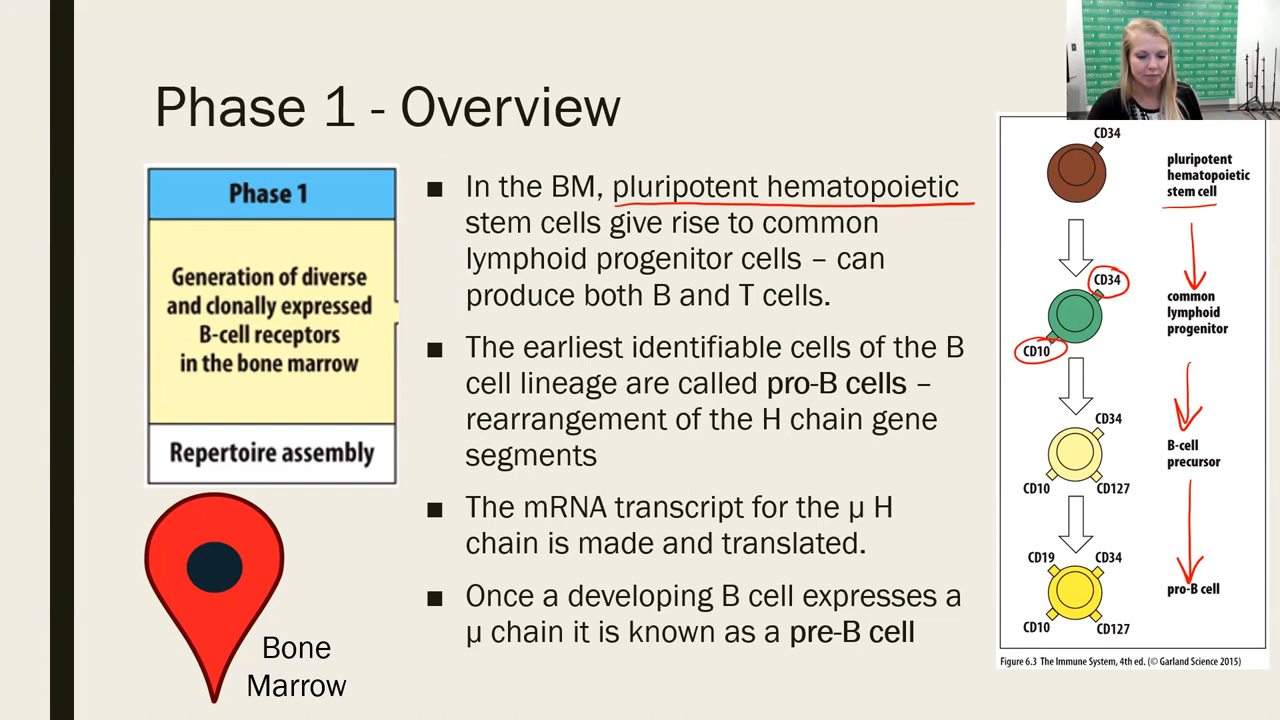 Phase 1 - Overview
Phase 1
Generation of diverse
and clonally expressed
B-cell receptors
in the bone marrow
Repertoire assembly
Bone
Marrow
■ In the BM, pluripotent hematopoietic
stem cells give rise to common
lymphoid progenitor cells – can
produce both B and T cells.
■ The earliest identifiable cells of the B
cell lineage are called pro-B cells –
rearrangement of the H chain gene
segments
■ The mRNA transcript for the µ H
chain is made and translated.
■ Once a developing B cell expresses a
µ chain it is known as a pre-B cell
CD34
pluripotent
hematopoietic
stem cell
CD34
CD10
common
lymphoid
progenitor
CD34
CD10 CD127
B-cell
precursor
CD19 CD34
CD10 CD127
pro-B cell
Figure 6.3 The Immune System, 4th ed. (© Garland Science 2015)